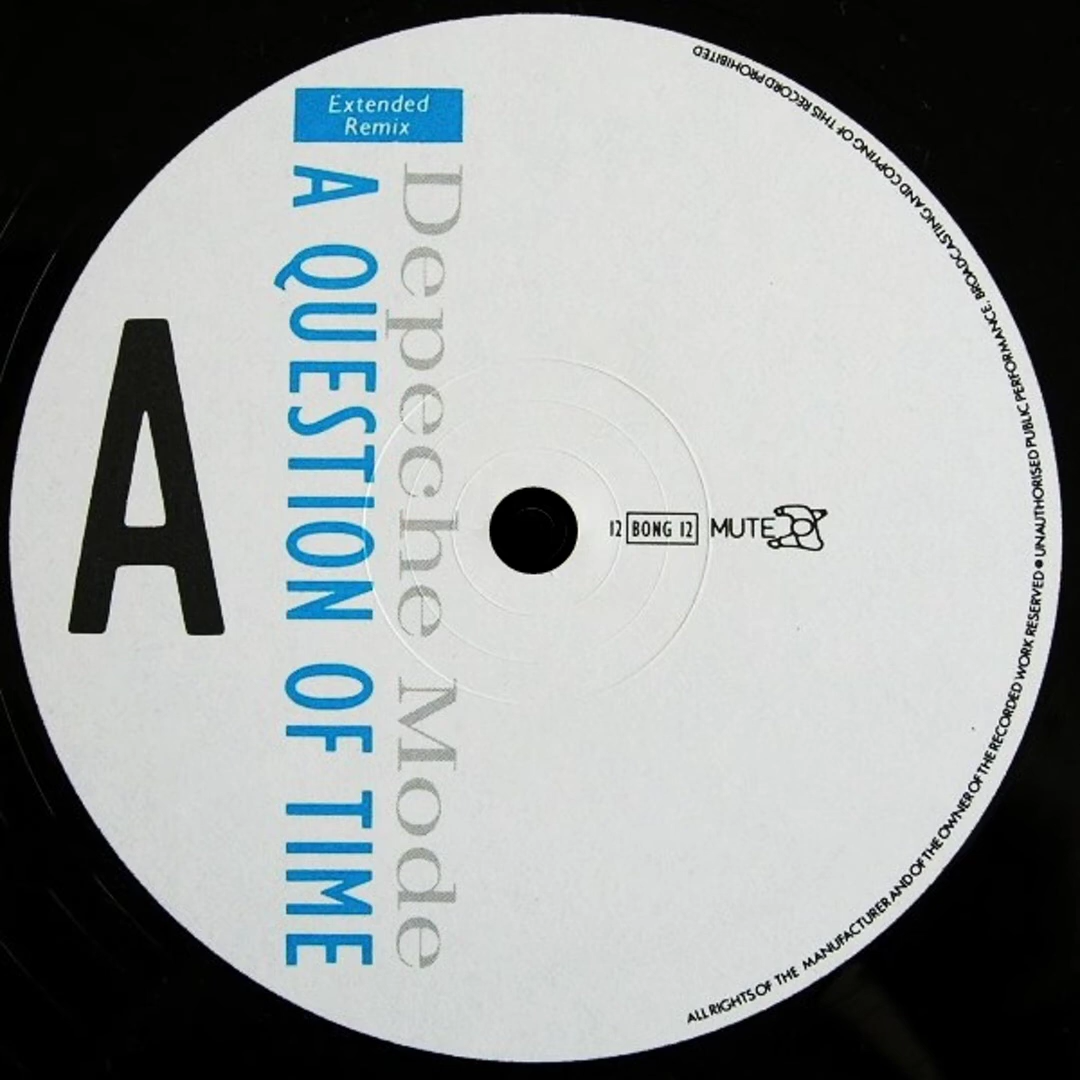 Extended
Remix
A QUESTION OF TIME
Depeche Mode
A
12 BONG 12 MUTE
ALL RIGHTS OF THE MANUFACTURER AND OF THE OWNER OF THE RECORDED WORK RESERVED ● UNAUTHORISED PUBLIC PERFORMANCE, BROADCASTING AND COPYING OF THIS RECORD PROHIBITED